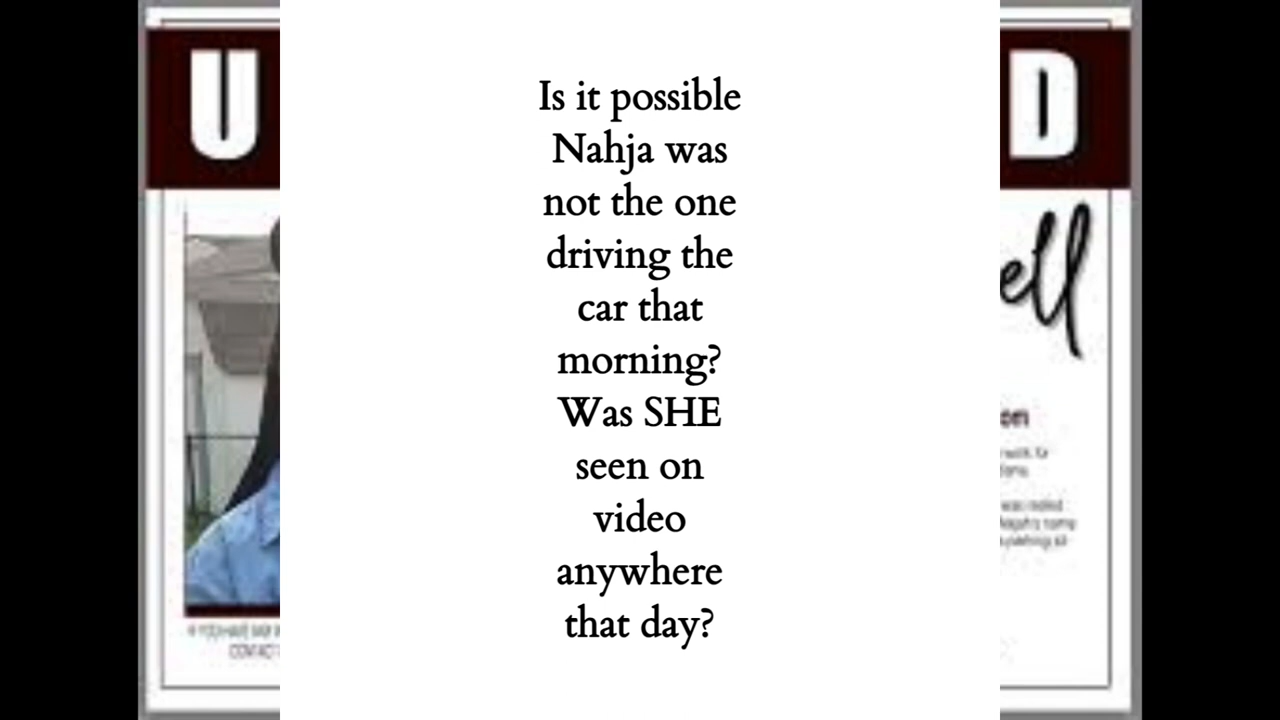 U
D
Is it possible
Nahja was
not the one
driving the
car that
morning?
Was SHE
seen on
video
anywhere
that day?
ell
on